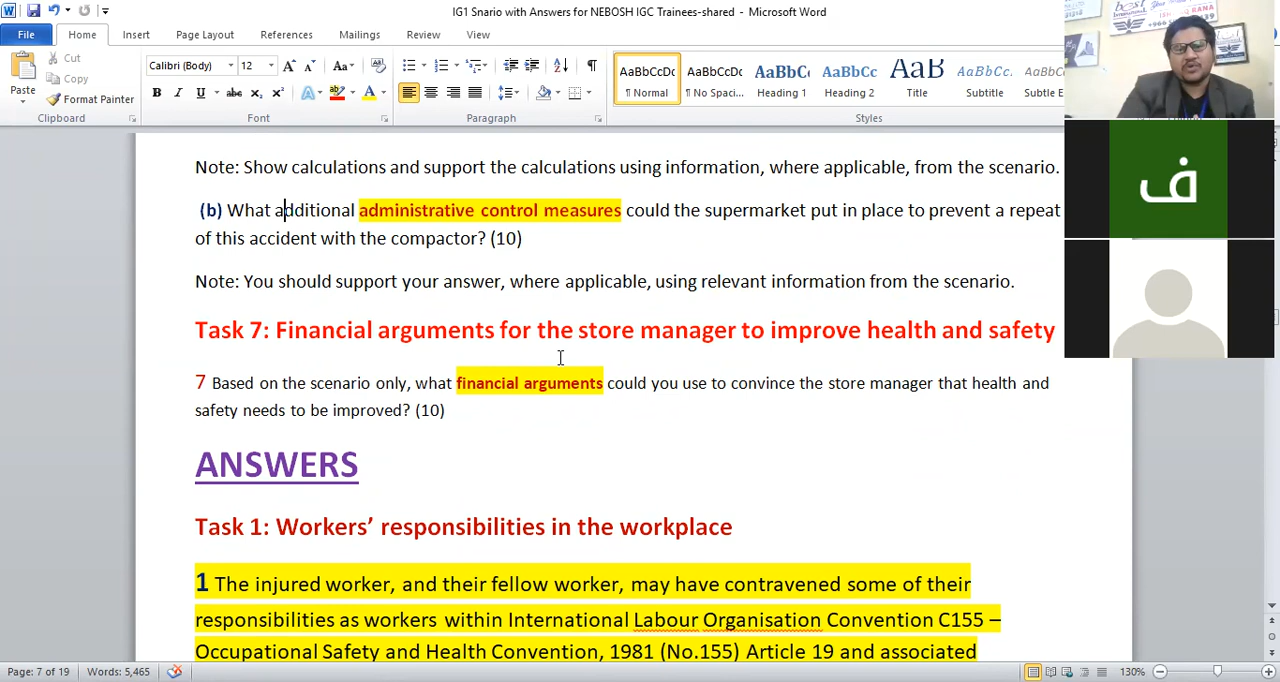 IG1 Snario with Answers for NEBOSH IGC Trainees-shared - Microsoft Word
File Home Insert Page Layout References Mailings Review View
Paste
Cut
Copy
Format Painter
Calibri (Body) 12
AaBbCcDc AaBbCcDc AaBbCc AaBbCc AaB AaBbCcL AaBbC
¶ Normal ¶ No Spaci... Heading 1 Heading 2 Title Subtitle Subtle E
Clipboard Font Paragraph Styles
Note: Show calculations and support the calculations using information, where applicable, from the scenario.
(b) What additional administrative control measures could the supermarket put in place to prevent a repeat
of this accident with the compactor? (10)
Note: You should support your answer, where applicable, using relevant information from the scenario.
Task 7: Financial arguments for the store manager to improve health and safety
7 Based on the scenario only, what financial arguments could you use to convince the store manager that health and
safety needs to be improved? (10)
ANSWERS
Task 1: Workers’ responsibilities in the workplace
1 The injured worker, and their fellow worker, may have contravened some of their
responsibilities as workers within International Labour Organisation Convention C155 –
Occupational Safety and Health Convention, 1981 (No.155) Article 19 and associated
ف
Page: 7 of 19 Words: 5,465 130%